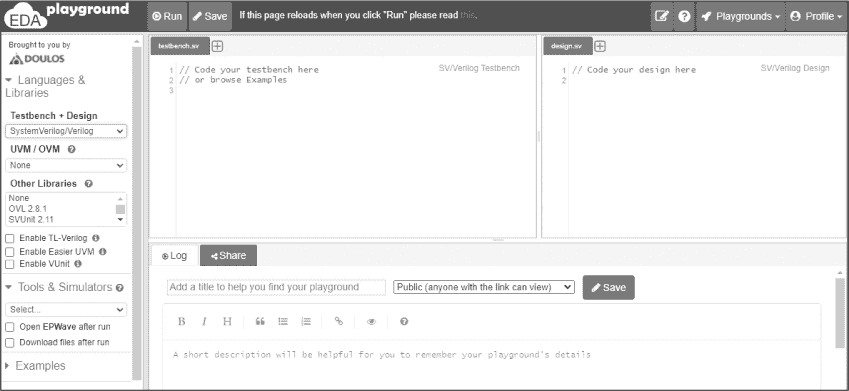 EDA playground
Run
Save
If this page reloads when you click "Run" please read this.
Playgrounds
Profile
Brought to you by
DOULOS
Languages &
Libraries
Testbench + Design
SystemVerilog/Verilog
UVM / OVM
None
Other Libraries
None
OVL 2.8.1
SVUnit 2.11
Enable TL-Verilog
Enable Easier UVM
Enable VUnit
Tools & Simulators
Select...
Open EPWave after run
Download files after run
Examples
testbench.sv
SV/Verilog Testbench
1 // Code your testbench here
2 // or browse Examples
3
design.sv
SV/Verilog Design
1 // Code your design here
2
Log
Share
Add a title to help you find your playground
Public (anyone with the link can view)
Save
B I H
A short description will be helpful for you to remember your playground's details